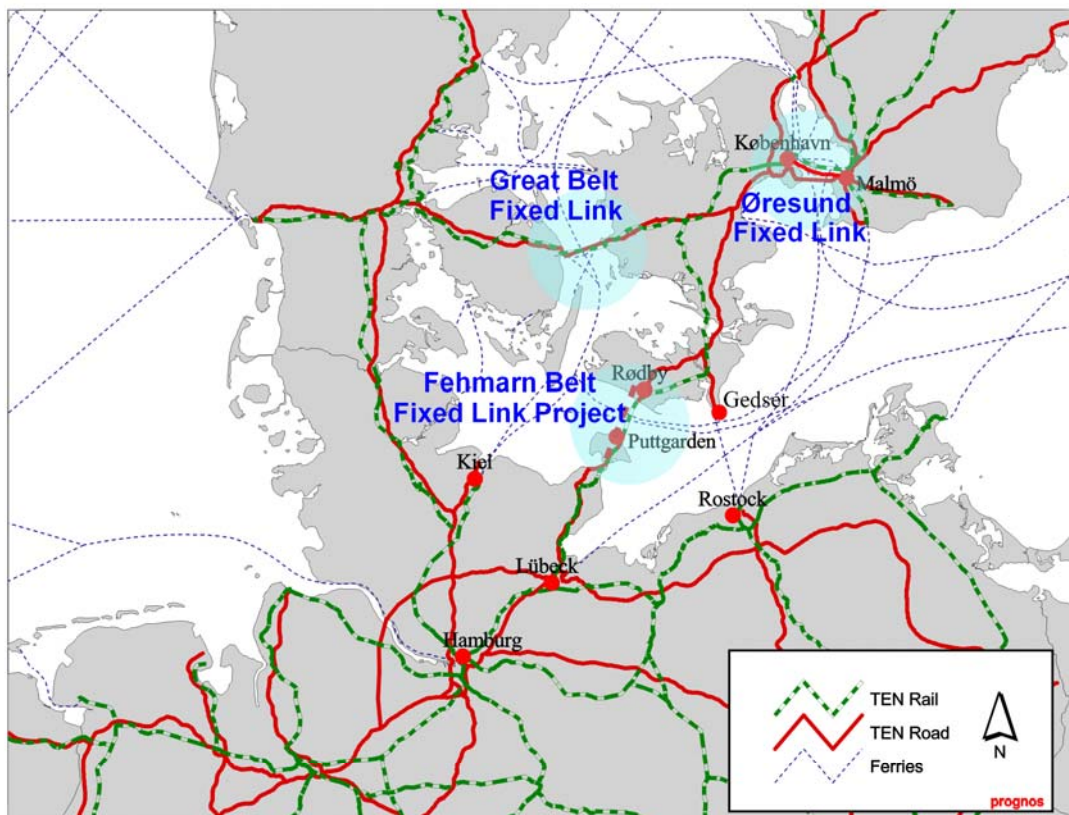 København
Malmö
Great Belt
Fixed Link
Øresund
Fixed Link
Fehmarn Belt
Fixed Link Project
Rødby
Gedser
Puttgarden
Kiel
Rostock
Lübeck
Hamburg
TEN Rail
TEN Road
Ferries
N
prognos